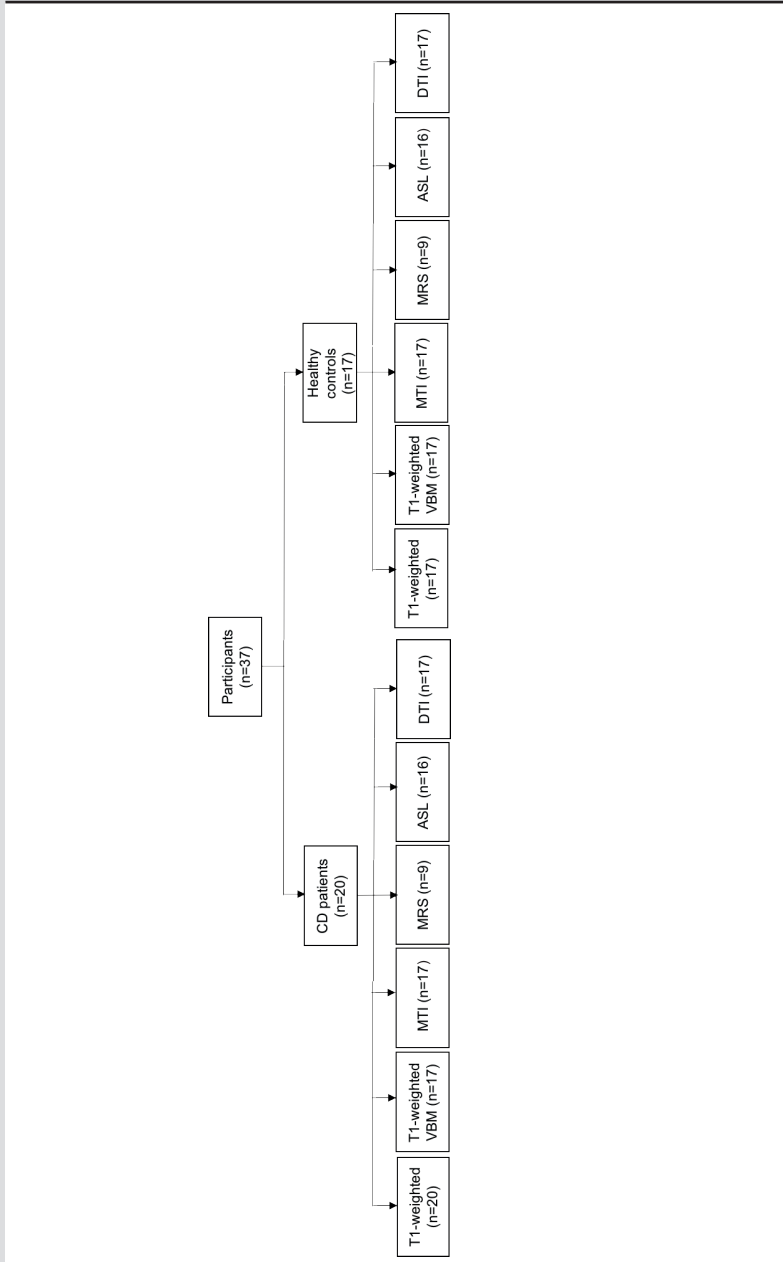 Participants
(n=37)
CD patients
(n=20)
Healthy
controls
(n=17)
T1-weighted
(n=20)
T1-weighted
VBM (n=17)
MTI (n=17)
MRS (n=9)
ASL (n=16)
DTI (n=17)
T1-weighted
(n=17)
T1-weighted
VBM (n=17)
MTI (n=17)
MRS (n=9)
ASL (n=16)
DTI (n=17)